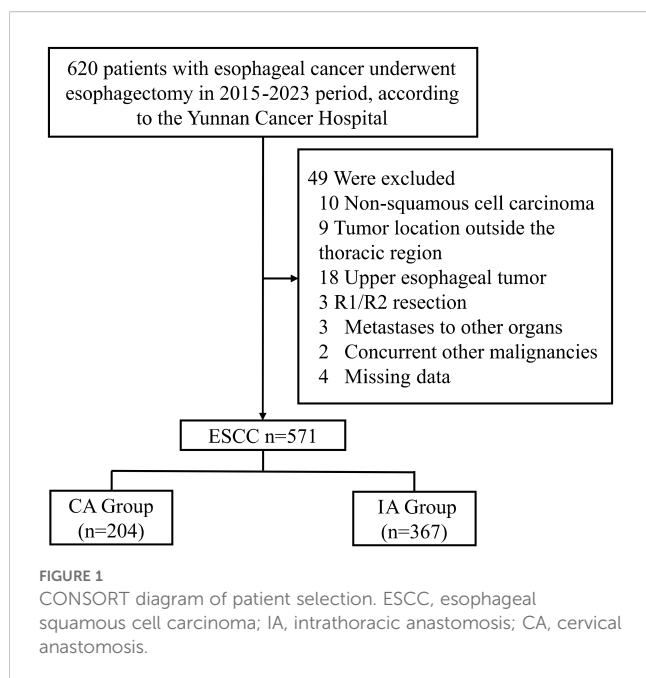 620 patients with esophageal cancer underwent
esophagectomy in 2015-2023 period, according
to the Yunnan Cancer Hospital
49 Were excluded
10 Non-squamous cell carcinoma
9 Tumor location outside the
thoracic region
18 Upper esophageal tumor
3 R1/R2 resection
3 Metastases to other organs
2 Concurrent other malignancies
4 Missing data
ESCC n=571
CA Group
(n=204)
IA Group
(n=367)
FIGURE 1
CONSORT diagram of patient selection. ESCC, esophageal
squamous cell carcinoma; IA, intrathoracic anastomosis; CA, cervical
anastomosis.